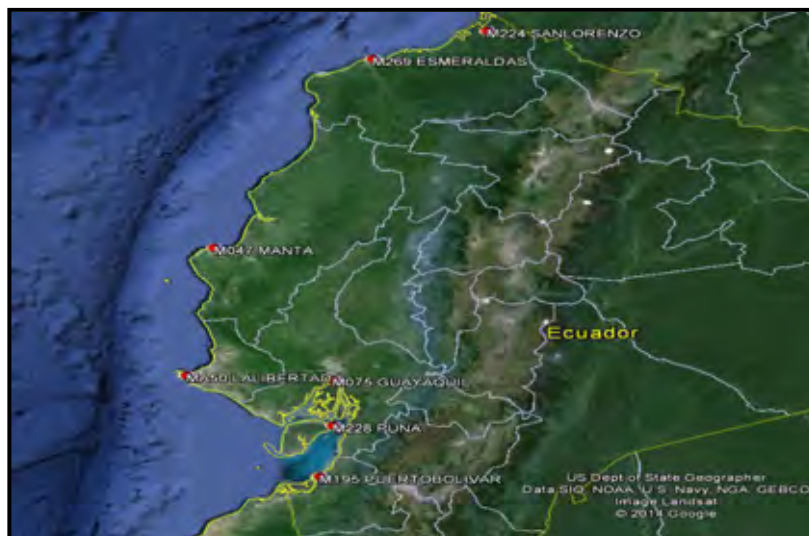 M224 SANLORENZO
M269 ESMERALDAS
M047 MANTA
Ecuador
LALIBERTAD
M075 GUAYAQUIL
M228 PUNA
M195 PUERTOBOLIVAR
US Dept of State Geographer
Data SIO, NOAA, U.S. Navy, NGA, GEBCO
Image Landsat
© 2014 Google